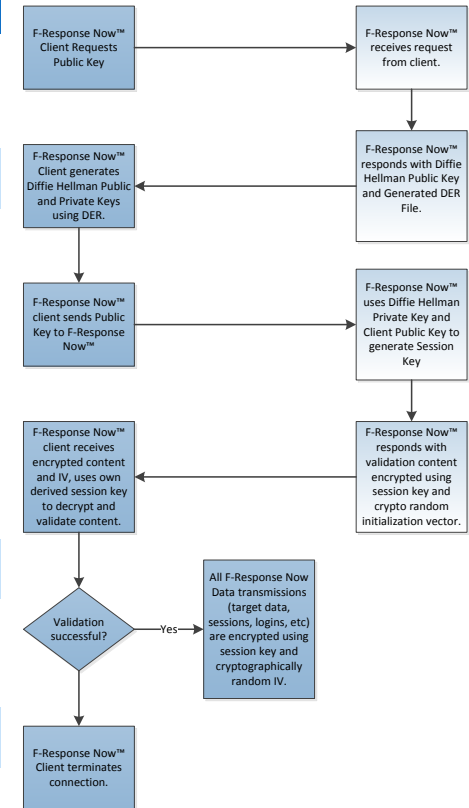 F-Response Now™
Client Requests
Public Key
F-Response Now™
receives request
from client.
F-Response Now™
responds with Diffie
Hellman Public Key
and Generated DER
File.
F-Response Now™
Client generates
Diffie Hellman Public
and Private Keys
using DER.
F-Response Now™
client sends Public
Key to F-Response
Now™
F-Response Now™
uses Diffie Hellman
Private Key and
Client Public Key to
generate Session
Key
F-Response Now™
responds with
validation content
encrypted using
session key and
crypto random
initialization vector.
F-Response Now™
client receives
encrypted content
and IV, uses own
derived session key
to decrypt and
validate content.
Validation
successful?
Yes
All F-Response Now
Data transmissions
(target data,
sessions, logins, etc)
are encrypted using
session key and
cryptographically
random IV.
F-Response Now™
Client terminates
connection.